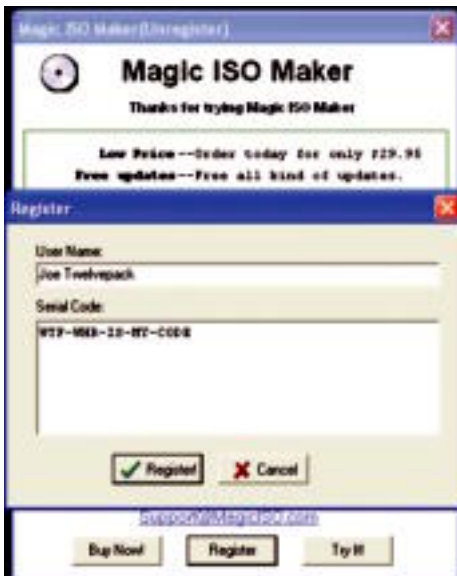 Magic ISO Maker(Unregister)
Magic ISO Maker
Thanks for trying Magic ISO Maker
Low Price--Order today for only $29.95
Free updates--Free all kind of updates.
Register
User Name:
Joe Twelvepack
Serial Code:
WTF-WHR-IS-MY-CODE
Register!
Cancel
Support@MagicISO.com
Buy Now!
Register
Try It!